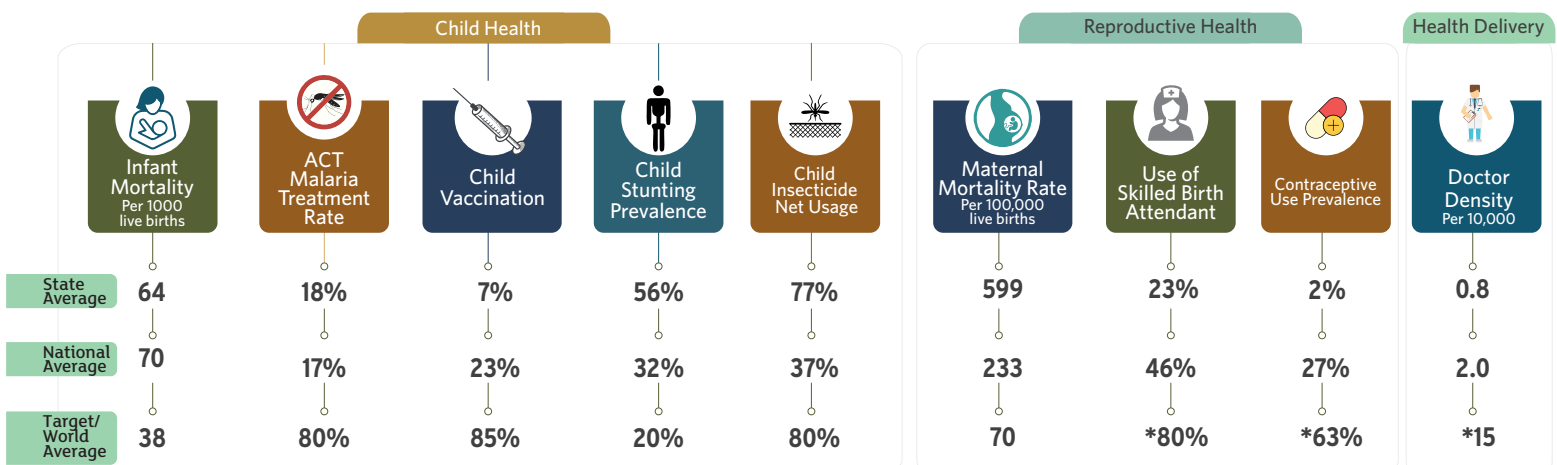 Child Health
Reproductive Health
Health Delivery
Infant
Mortality
Per 1000
live births
ACT
Malaria
Treatment
Rate
Child
Vaccination
Child
Stunting
Prevalence
Child
Insecticide
Net Usage
Maternal
Mortality Rate
Per 100,000
live births
Use of
Skilled Birth
Attendant
Contraceptive
Use Prevalence
Doctor
Density
Per 10,000
State
Average
64 18% 7% 56% 77% 599 23% 2% 0.8
National
Average
70 17% 23% 32% 37% 233 46% 27% 2.0
Target/
World
Average
38 80% 85% 20% 80% 70 *80% *63% *15